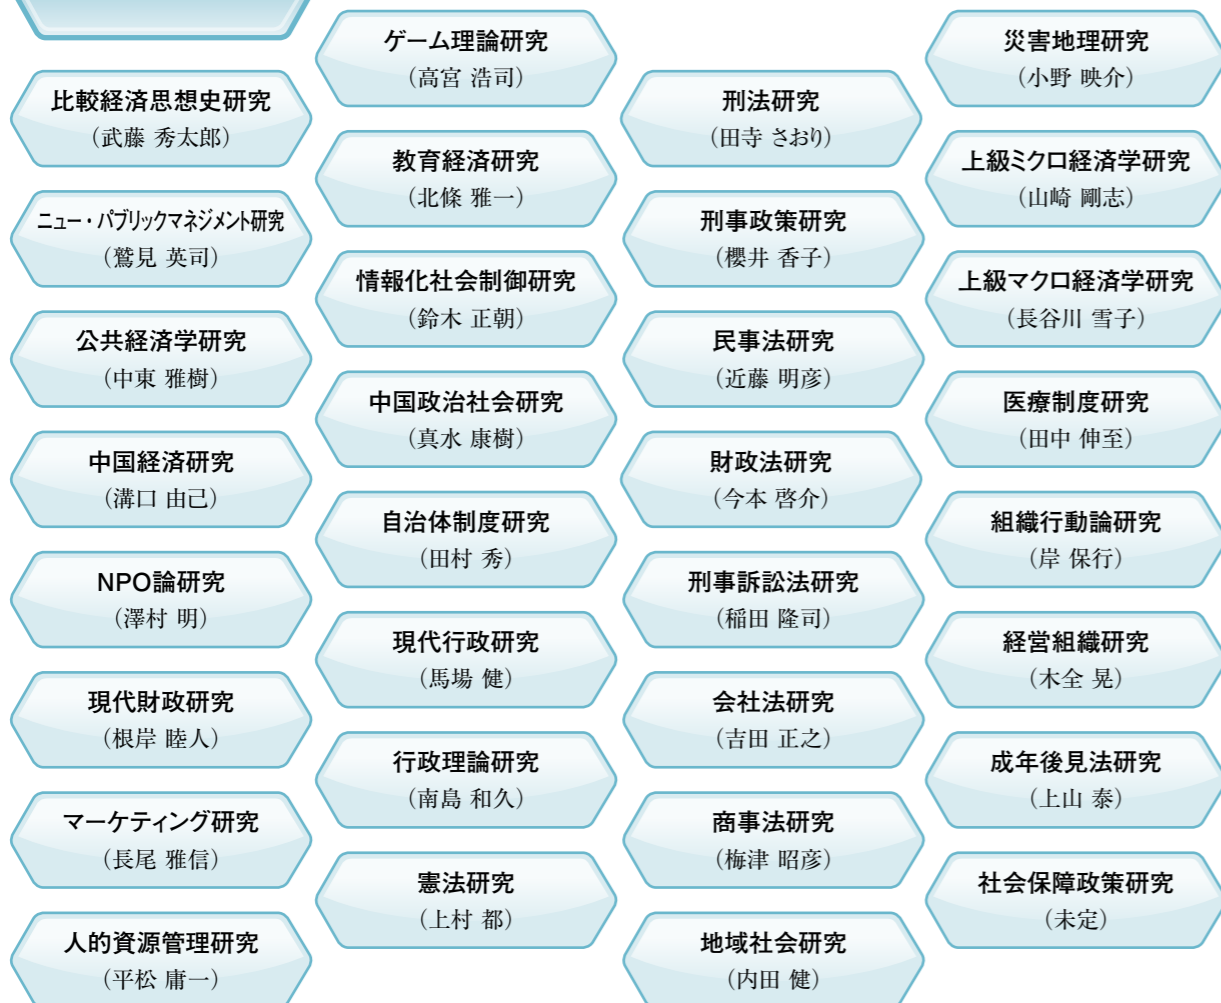 比較経済思想史研究
(武藤 秀太郎)
ニュー・パブリックマネジメント研究
(鷲見 英司)
公共経済学研究
(中東 雅樹)
中国経済研究
(溝口 由己)
NPO論研究
(澤村 明)
現代財政研究
(根岸 睦人)
マーケティング研究
(長尾 雅信)
人的資源管理研究
(平松 庸一)
ゲーム理論研究
(高宮 浩司)
教育経済研究
(北條 雅一)
情報化社会制御研究
(鈴木 正朝)
中国政治社会研究
(真水 康樹)
自治体制度研究
(田村 秀)
現代行政研究
(馬場 健)
行政理論研究
(南島 和久)
憲法研究
(上村 都)
刑法研究
(田寺 さおり)
刑事政策研究
(櫻井 香子)
民事法研究
(近藤 明彦)
財政法研究
(今本 啓介)
刑事訴訟法研究
(稲田 隆司)
会社法研究
(吉田 正之)
商事法研究
(梅津 昭彦)
地域社会研究
(内田 健)
災害地理研究
(小野 映介)
上級ミクロ経済学研究
(山崎 剛志)
上級マクロ経済学研究
(長谷川 雪子)
医療制度研究
(田中 伸至)
組織行動論研究
(岸 保行)
経営組織研究
(木全 晃)
成年後見法研究
(上山 泰)
社会保障政策研究
(未定)